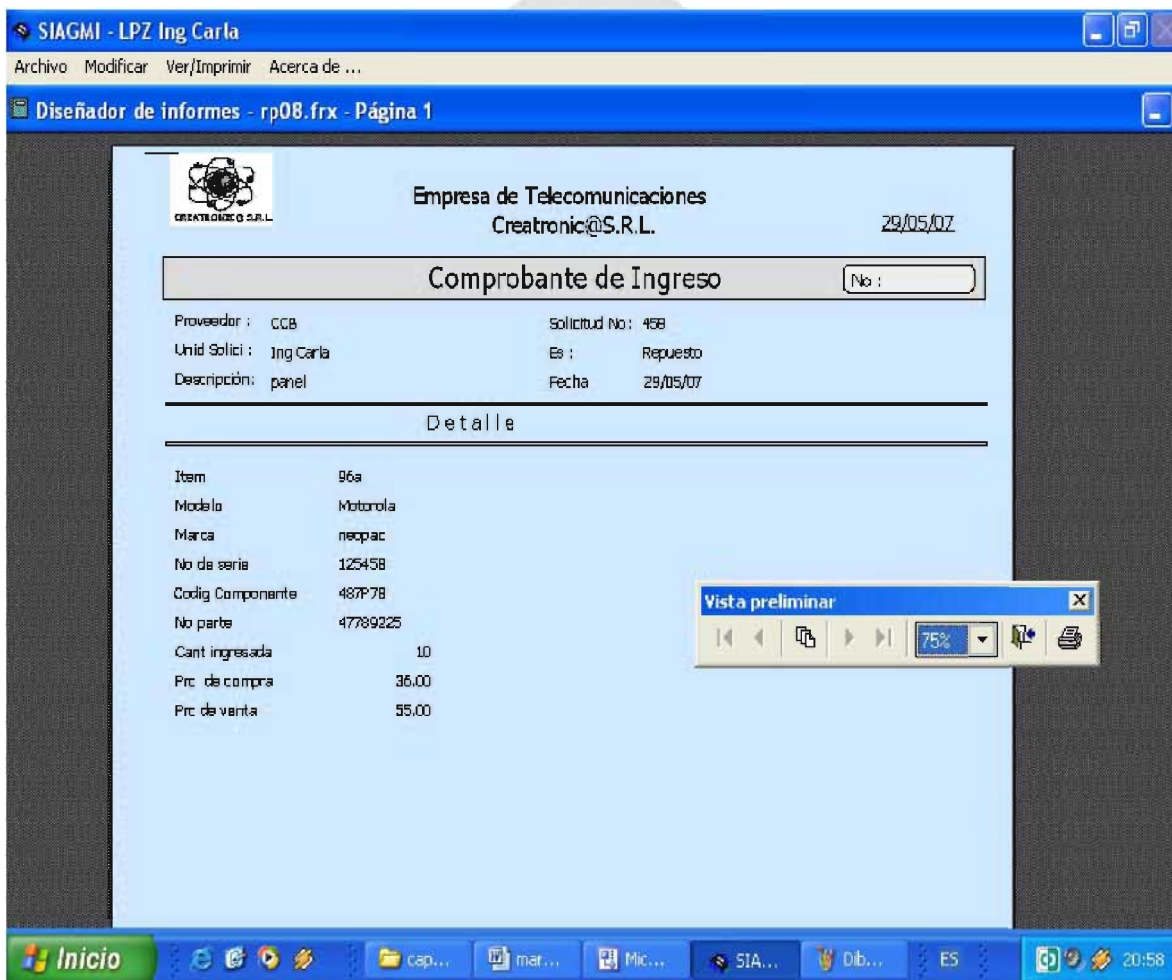 SIAGMI - LPZ Ing Carla
Archivo Modificar Ver/Imprimir Acerca de ...
Diseñador de informes - rp08.frx - Página 1
CREATRONIC@ S.R.L.
Empresa de Telecomunicaciones
Creatronic@S.R.L.
29/05/07
Comprobante de Ingreso
No :
Proveedor : CCB
Solicitud No: 458
Unid Solici : Ing Carla
Es : Repuesto
Descripción: panel
Fecha 29/05/07
Detalle
Item 96a
Modelo Motorola
Marca neopac
No de serie 125458
Codig Componente 487P78
No parte 47789225
Cant ingresada 10
Prc de compra 36.00
Prc de venta 55.00
Vista preliminar
75%
Inicio
cap...
mar...
Mic...
SIA...
Dib...
ES
20:58